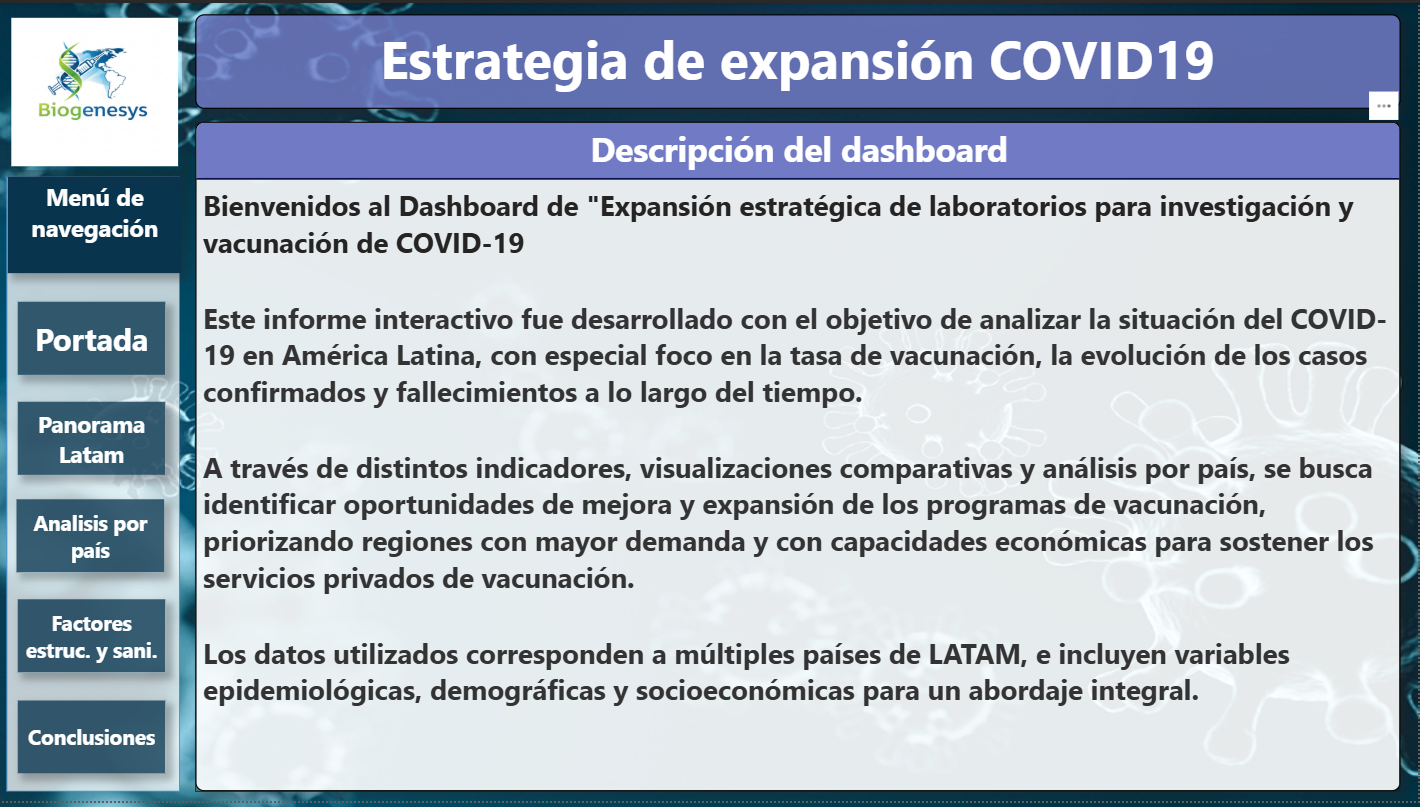 Biogenesys
Estrategia de expansión COVID19
Menú de
navegación
Portada
Panorama
Latam
Analisis por
país
Factores
estruc. y sani.
Conclusiones
Descripción del dashboard
Bienvenidos al Dashboard de "Expansión estratégica de laboratorios para investigación y
vacunación de COVID-19
Este informe interactivo fue desarrollado con el objetivo de analizar la situación del COVID-
19 en América Latina, con especial foco en la tasa de vacunación, la evolución de los casos
confirmados y fallecimientos a lo largo del tiempo.
A través de distintos indicadores, visualizaciones comparativas y análisis por país, se busca
identificar oportunidades de mejora y expansión de los programas de vacunación,
priorizando regiones con mayor demanda y con capacidades económicas para sostener los
servicios privados de vacunación.
Los datos utilizados corresponden a múltiples países de LATAM, e incluyen variables
epidemiológicas, demográficas y socioeconómicas para un abordaje integral.